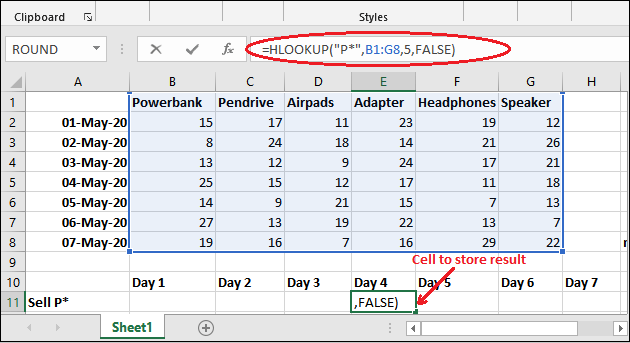 Clipboard Styles
ROUND =HLOOKUP("P*",B1:G8,5,FALSE)
A B C D E F G H
1 Powerbank Pendrive Airpads Adapter Headphones Speaker
2 01-May-20 15 17 11 23 19 12
3 02-May-20 8 24 18 14 21 26
4 03-May-20 13 12 9 24 17 21
5 04-May-20 25 15 12 17 11 18
6 05-May-20 14 9 21 15 7 13
7 06-May-20 27 13 19 22 13 7
8 07-May-20 19 16 7 16 29 22
9 Cell to store result
10 Day 1 Day 2 Day 3 Day 4 Day 5 Day 6 Day 7
11 Sell P* ,FALSE)
Sheet1